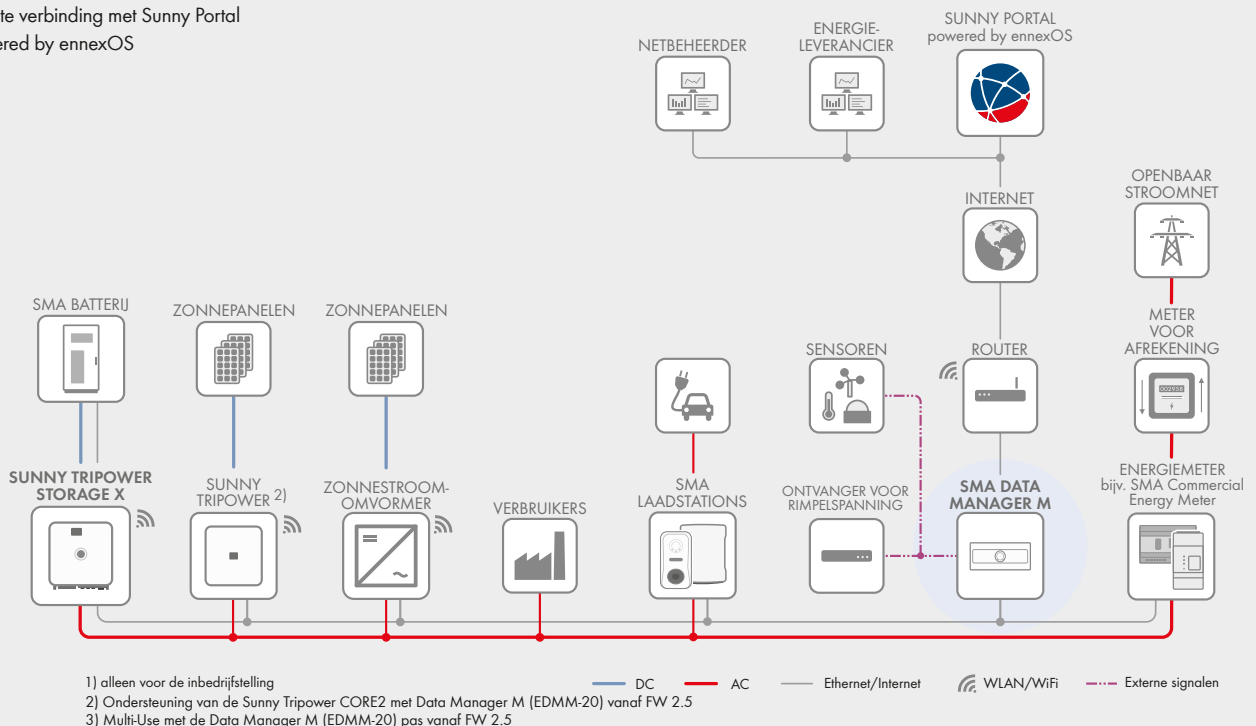 te verbinding met Sunny Portal
ered by ennexOS
SUNNY PORTAL
powered by ennexOS
ENERGIE-
LEVERANCIER
NETBEHEERDER
OPENBAAR
STROOMNET
INTERNET
SMA BATTERIJ
ZONNEPANELEN
ZONNEPANELEN
METER
VOOR
AFREKENING
SENSOREN
ROUTER
SUNNY TRIPOWER
STORAGE X
SUNNY
TRIPOWER 2)
ZONNESTROOM-
OMVORMER
VERBRUIKERS
SMA
LAADSTATIONS
ONTVANGER VOOR
RIMPELSPANNING
SMA DATA
MANAGER M
ENERGIEMETER
bijv. SMA Commercial
Energy Meter
1) alleen voor de inbedrijfstelling
2) Ondersteuning van de Sunny Tripower CORE2 met Data Manager M (EDMM-20) vanaf FW 2.5
3) Multi-Use met de Data Manager M (EDMM-20) pas vanaf FW 2.5
DC
AC
Ethernet/Internet
WLAN/WiFi
Externe signalen